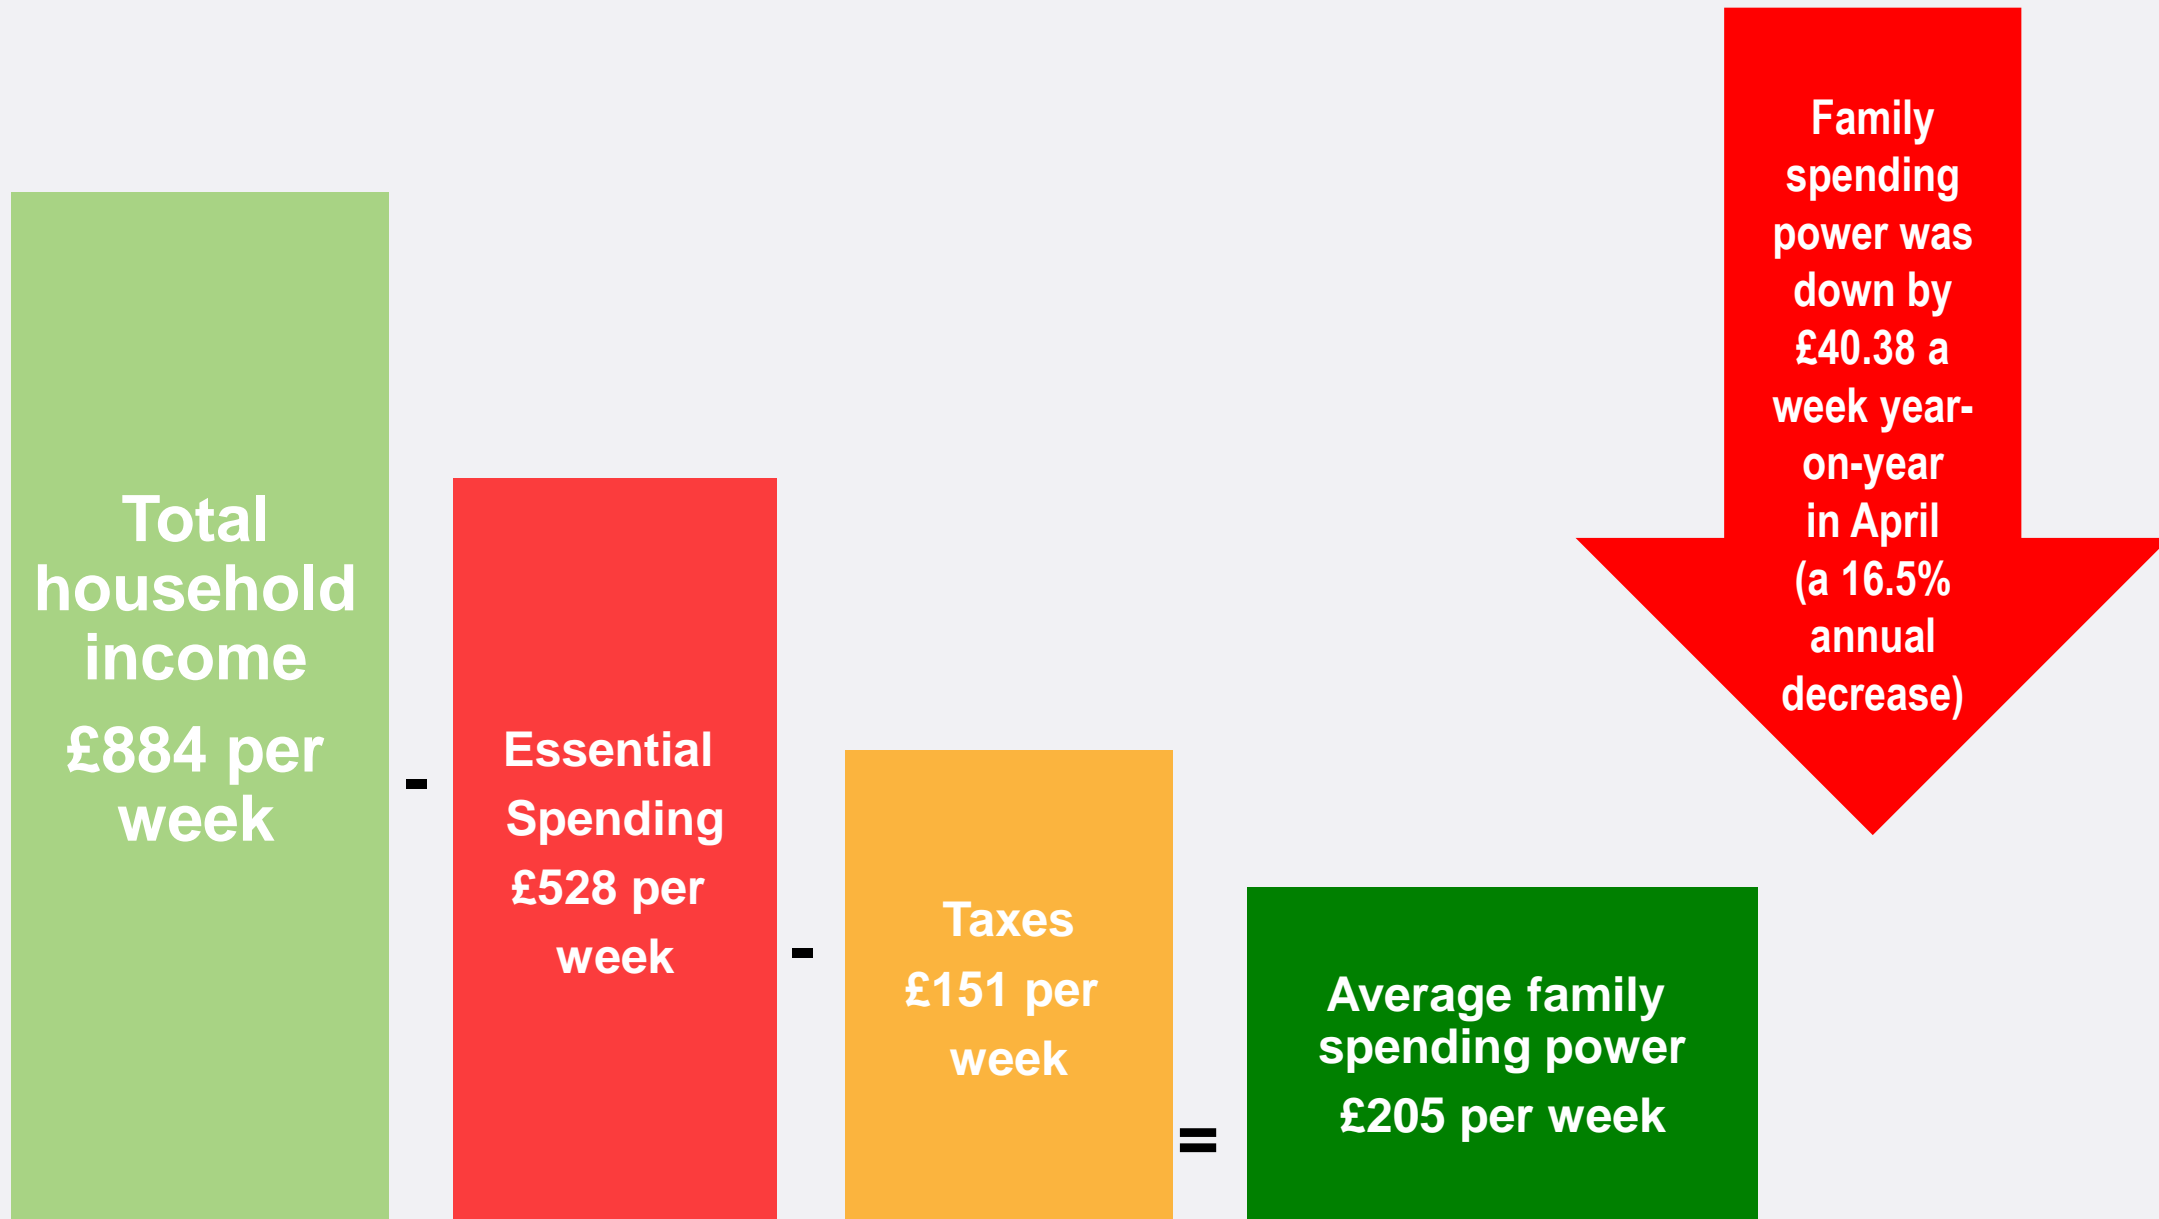 Total
household
income
£884 per
week
-
Essential
Spending
£528 per
week
-
Taxes
£151 per
week
=
Average family
spending power
£205 per week
Family
spending
power was
down by
£40.38 a
week year-
on-year
in April
(a 16.5%
annual
decrease)